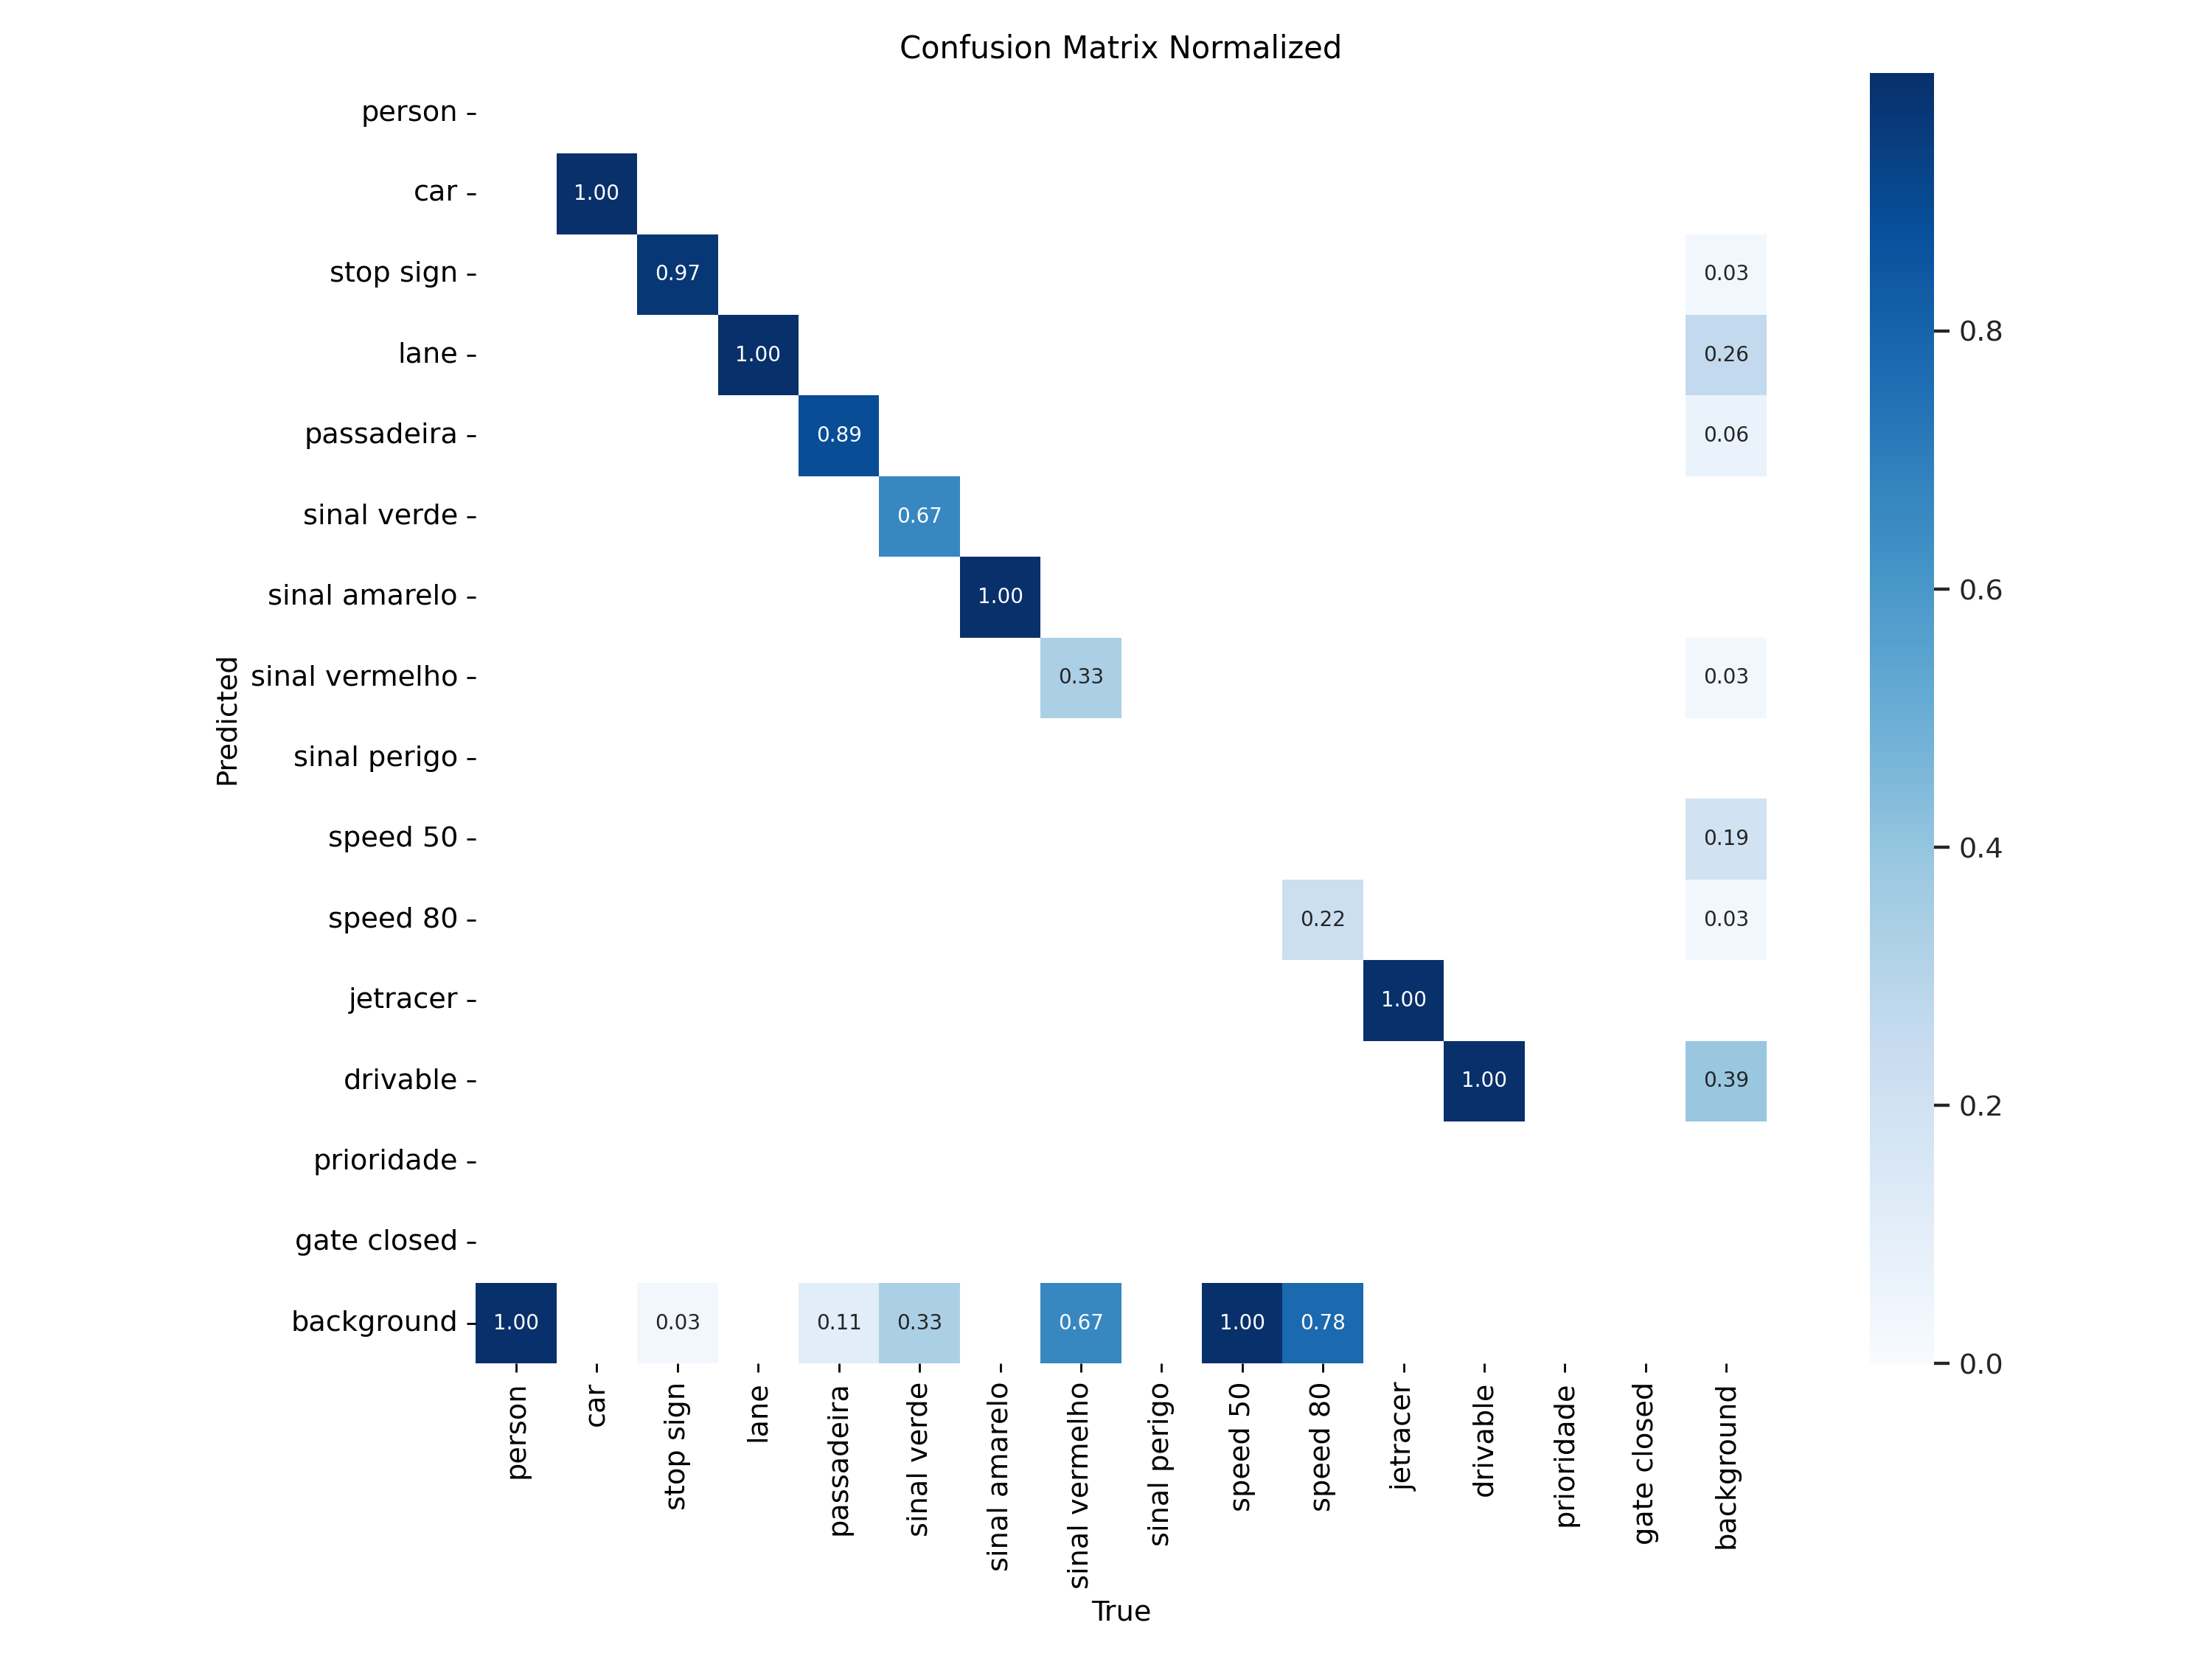 Confusion Matrix Normalized
person
car
1.00
stop sign
0.97
0.03
lane
1.00
0.26
passadeira
0.89
0.06
sinal verde
0.67
sinal amarelo
1.00
sinal vermelho
0.33
0.03
sinal perigo
speed 50
0.19
speed 80
0.22
0.03
jetracer
1.00
drivable
1.00
0.39
prioridade
gate closed
background
1.00
0.03
0.11
0.33
0.67
1.00
0.78
Predicted
person
car
stop sign
lane
passadeira
sinal verde
sinal amarelo
sinal vermelho
sinal perigo
speed 50
speed 80
jetracer
drivable
prioridade
gate closed
background
True
0.8
0.6
0.4
0.2
0.0